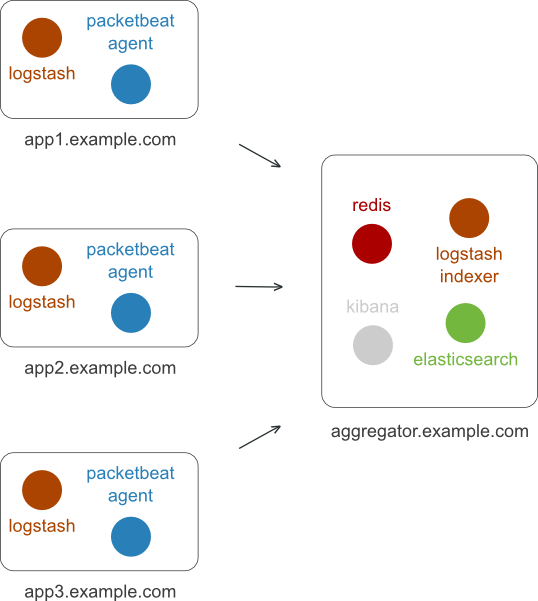 packetbeat
agent
logstash
app1.example.com
packetbeat
agent
logstash
app2.example.com
packetbeat
agent
logstash
app3.example.com
redis
logstash
indexer
kibana
elasticsearch
aggregator.example.com